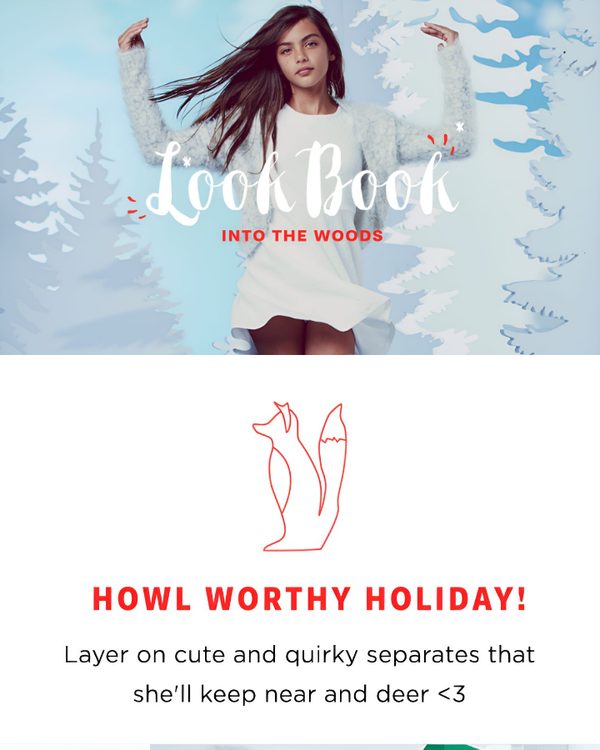 Look Book
INTO THE WOODS
HOWL WORTHY HOLIDAY!
Layer on cute and quirky separates that
she'll keep near and deer <3